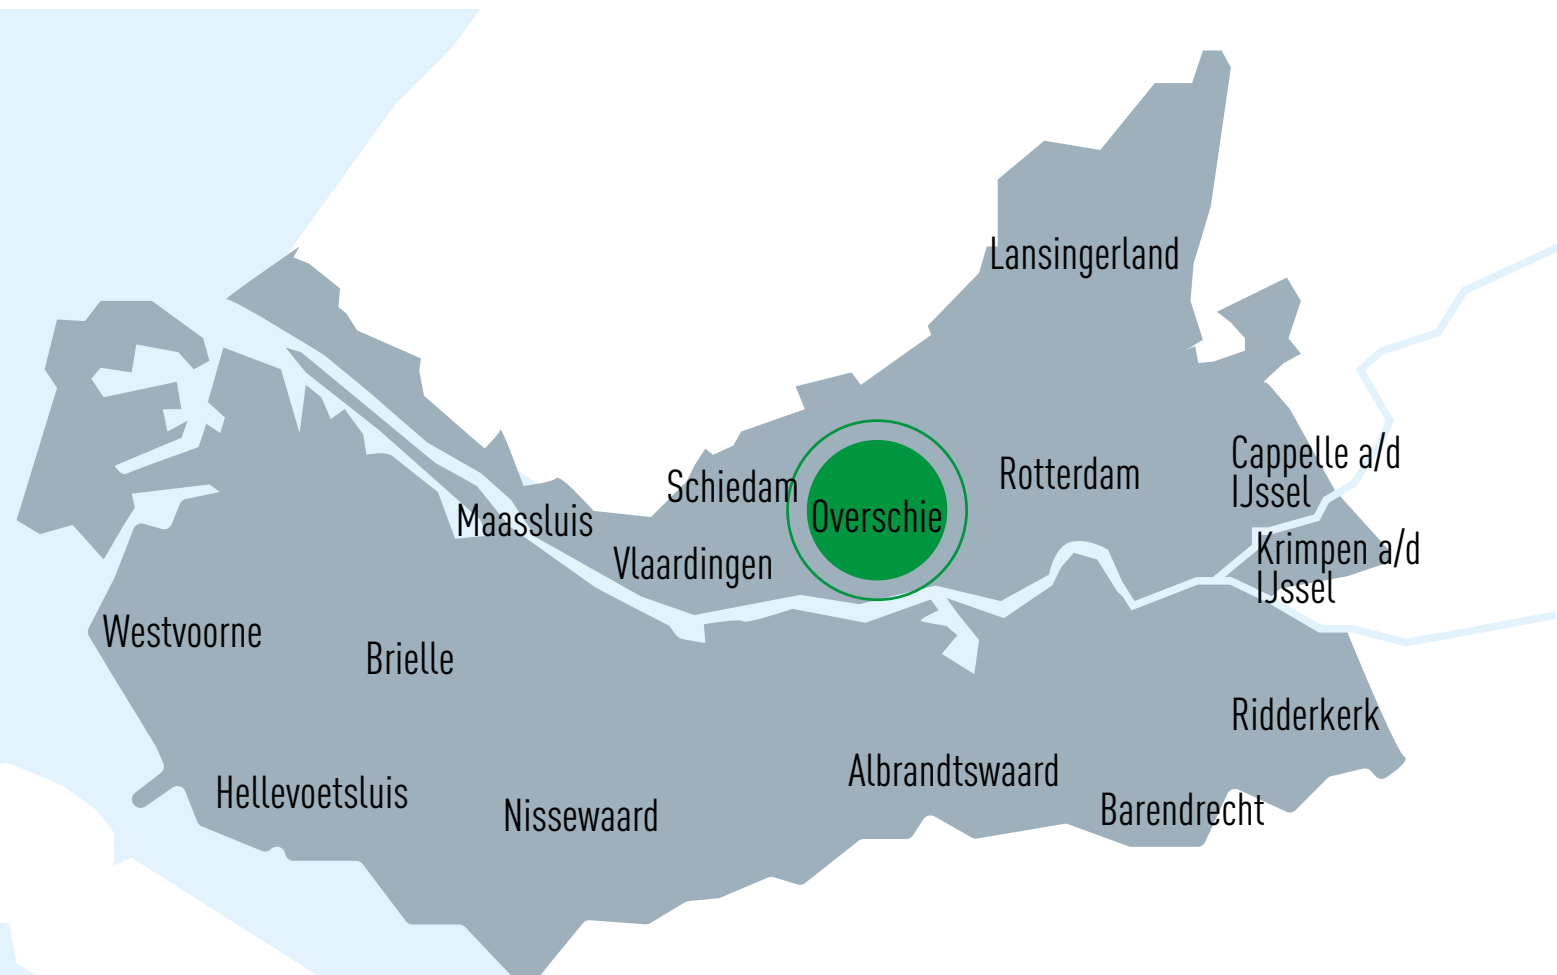 Lansingerland
Cappelle a/d
IJssel
Rotterdam
Schiedam
Overschie
Maassluis
Krimpen a/d
IJssel
Vlaardingen
Westvoorne
Brielle
Ridderkerk
Albrandtswaard
Hellevoetsluis
Barendrecht
Nissewaard